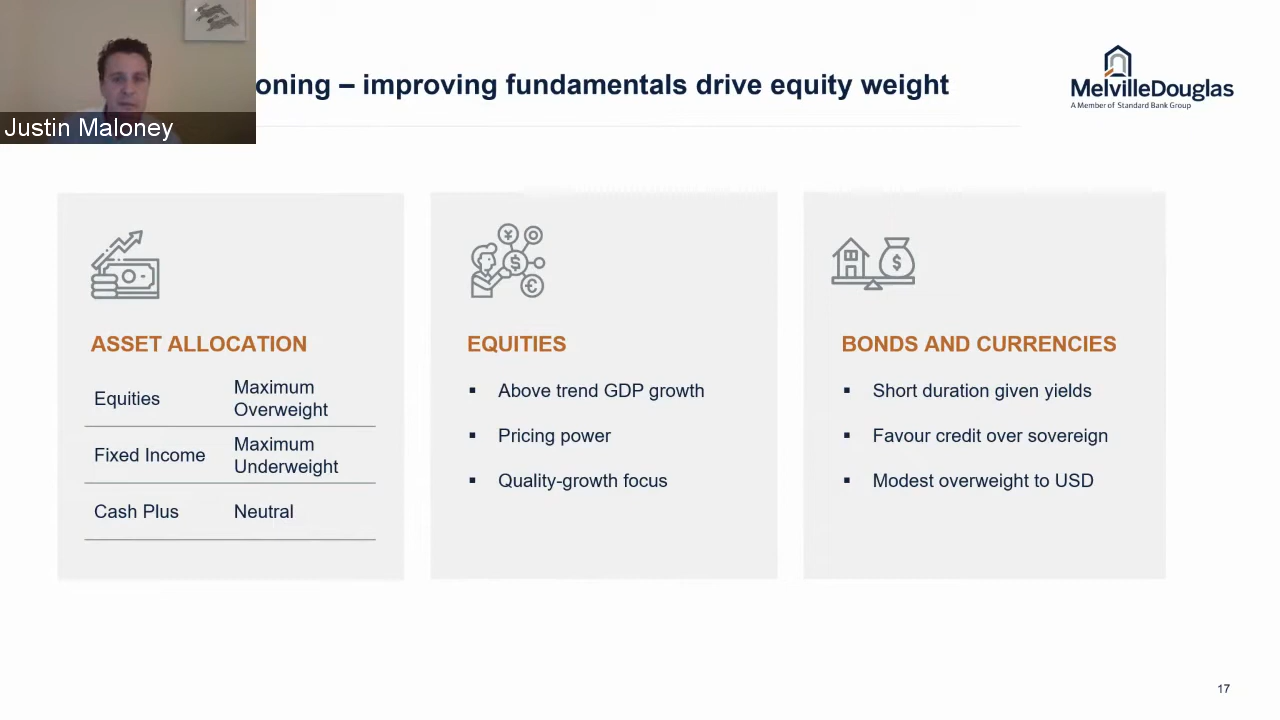 oning – improving fundamentals drive equity weight
MelvilleDouglas
A Member of Standard Bank Group
Justin Maloney
ASSET ALLOCATION
Equities Maximum
Overweight
Fixed Income Maximum
Underweight
Cash Plus Neutral
EQUITIES
▪ Above trend GDP growth
▪ Pricing power
▪ Quality-growth focus
BONDS AND CURRENCIES
▪ Short duration given yields
▪ Favour credit over sovereign
▪ Modest overweight to USD
17